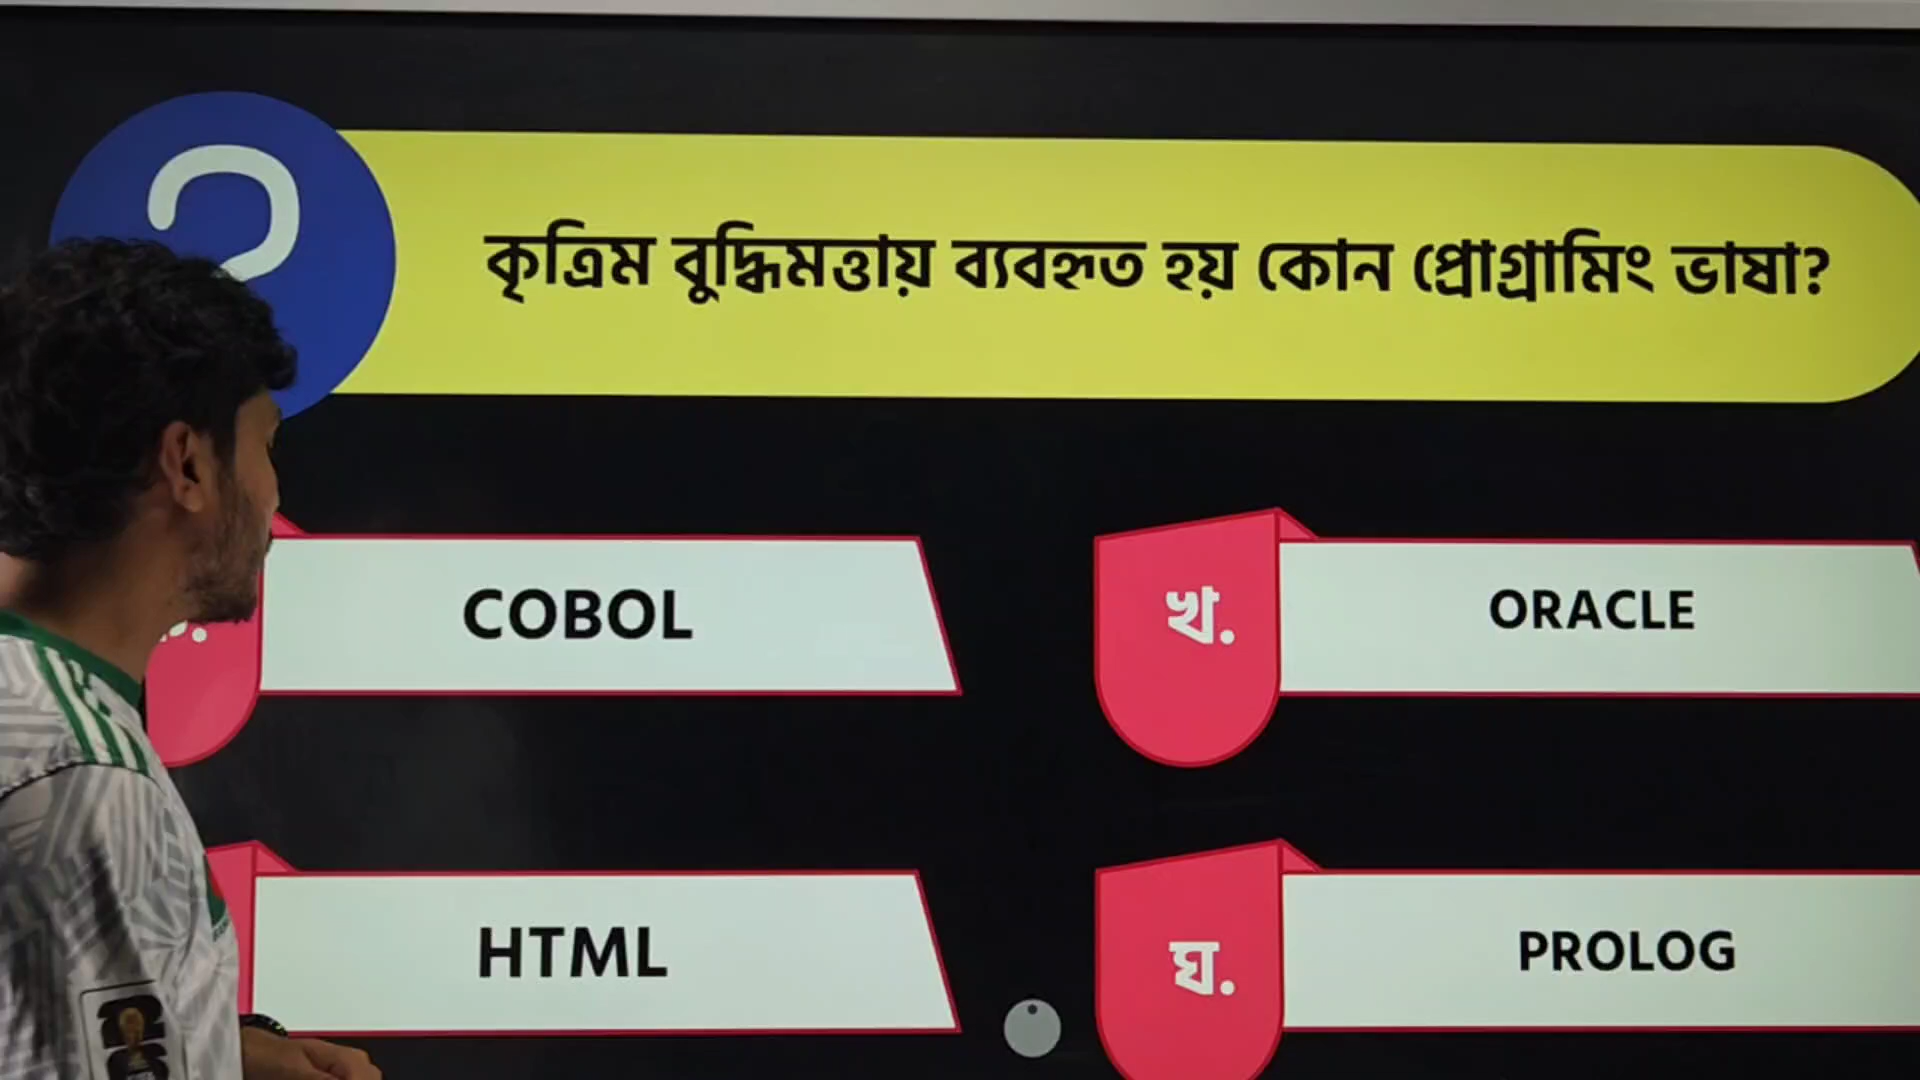 কৃত্রিম বুদ্ধিমত্তায় ব্যবহৃত হয় কোন প্রোগ্রামিং ভাষা?
COBOL
খ. ORACLE
HTML
ঘ. PROLOG